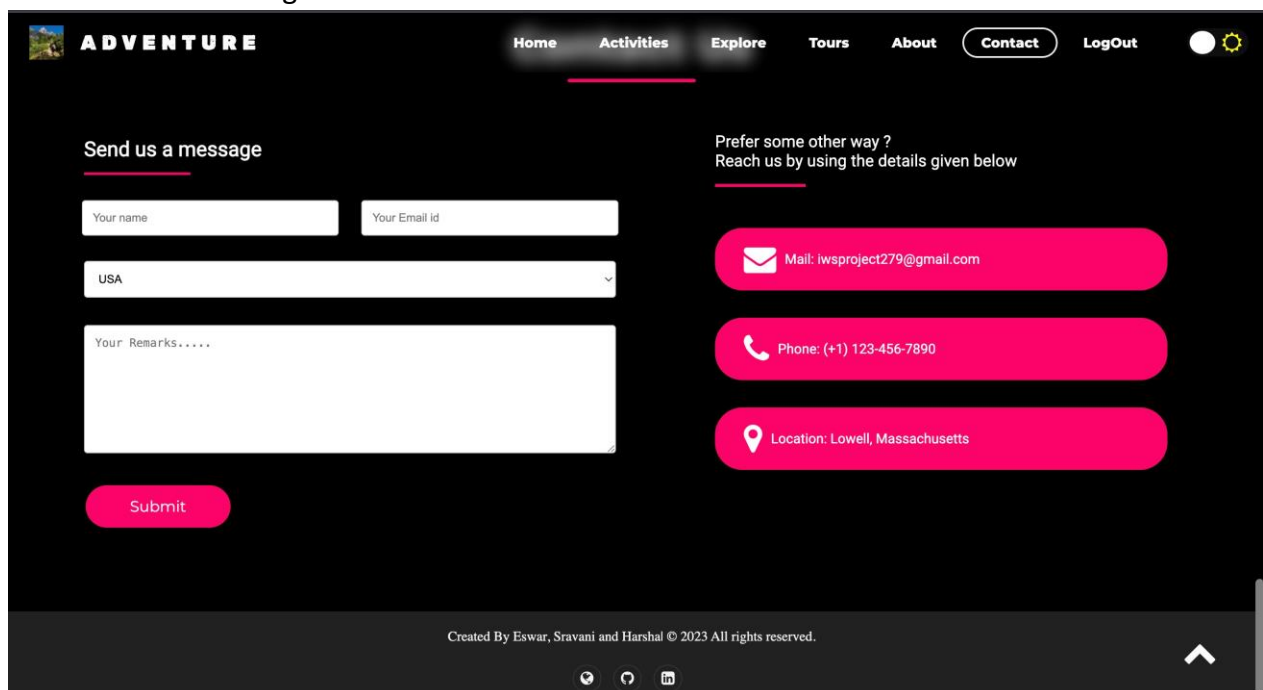 ADVENTURE
Home Activities Explore Tours About Contact LogOut
Send us a message
Your name
Your Email id
USA
Your Remarks.....
Submit
Prefer some other way ?
Reach us by using the details given below
Mail: iwsproject279@gmail.com
Phone: (+1) 123-456-7890
Location: Lowell, Massachusetts
Created By Eswar, Sravani and Harshal © 2023 All rights reserved.
in